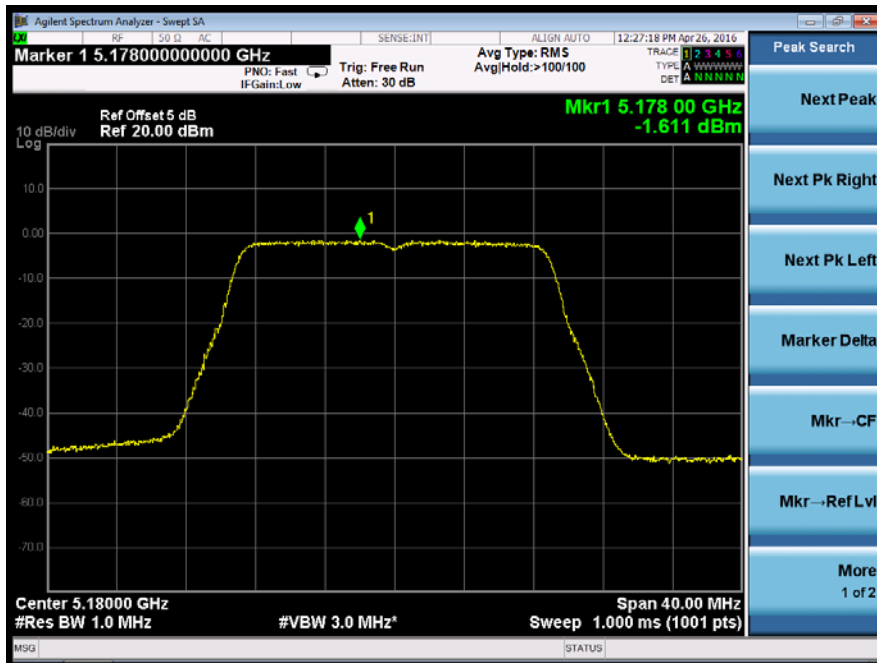 Agilent Spectrum Analyzer - Swept SA
LXI RF 50 Ω AC SENSE:INT ALIGN AUTO 12:27:18 PM Apr 26, 2016
Marker 1 5.178000000000 GHz
PNO: Fast
IFGain:Low
Trig: Free Run
Atten: 30 dB
Avg Type: RMS
Avg|Hold:>100/100
TRACE 1 2 3 4 5 6
TYPE A WWWWW
DET A N N N N N
Peak Search
Mkr1 5.178 00 GHz
-1.611 dBm
Ref Offset 5 dB
Ref 20.00 dBm
10 dB/div
Log
10.0
0.00
-10.0
-20.0
-30.0
-40.0
-50.0
-60.0
-70.0
1
Center 5.18000 GHz
Span 40.00 MHz
#Res BW 1.0 MHz
#VBW 3.0 MHz*
Sweep 1.000 ms (1001 pts)
MSG
STATUS
Next Peak
Next Pk Right
Next Pk Left
Marker Delta
Mkr→CF
Mkr→Ref Lvl
More
1 of 2